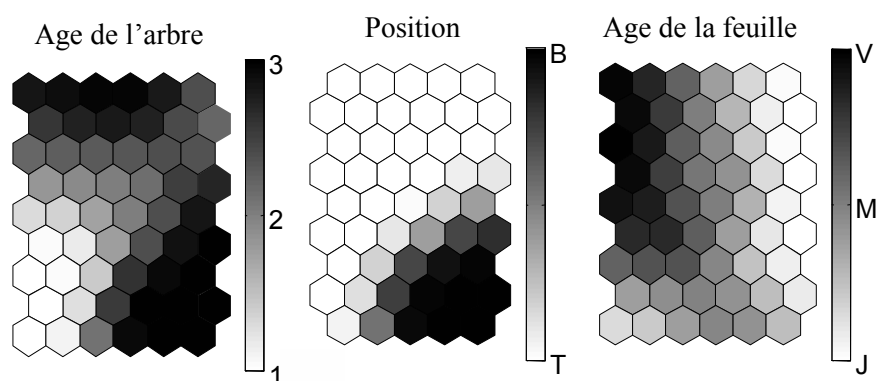 Age de l’arbre
3
2
1
Position
B
T
Age de la feuille
V
M
J